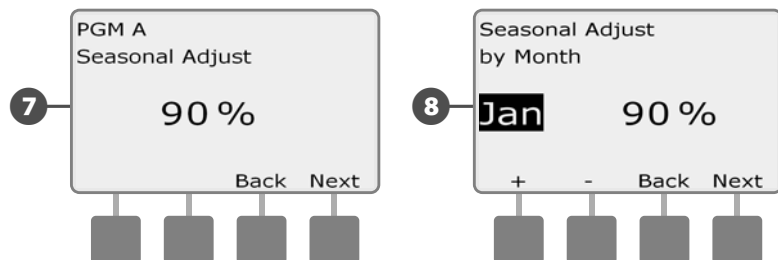 7
PGM A
Seasonal Adjust
90 %
Back Next
8
Seasonal Adjust
by Month
Jan 90 %
+ - Back Next